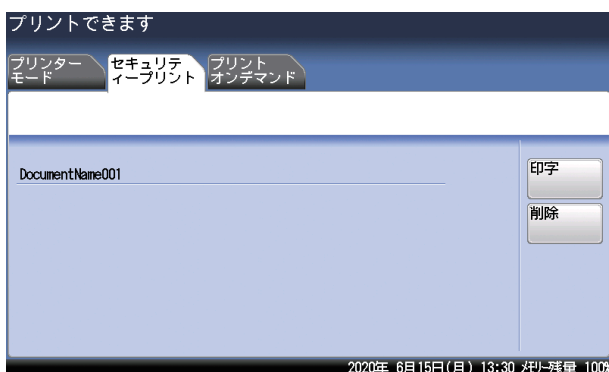 プリントできます
プリンター
モード
セキュリテ
ィープリント
プリント
オンデマンド
DocumentName001
印字
削除
2020年 6月15日(月) 13:30 メモリー残量 100%